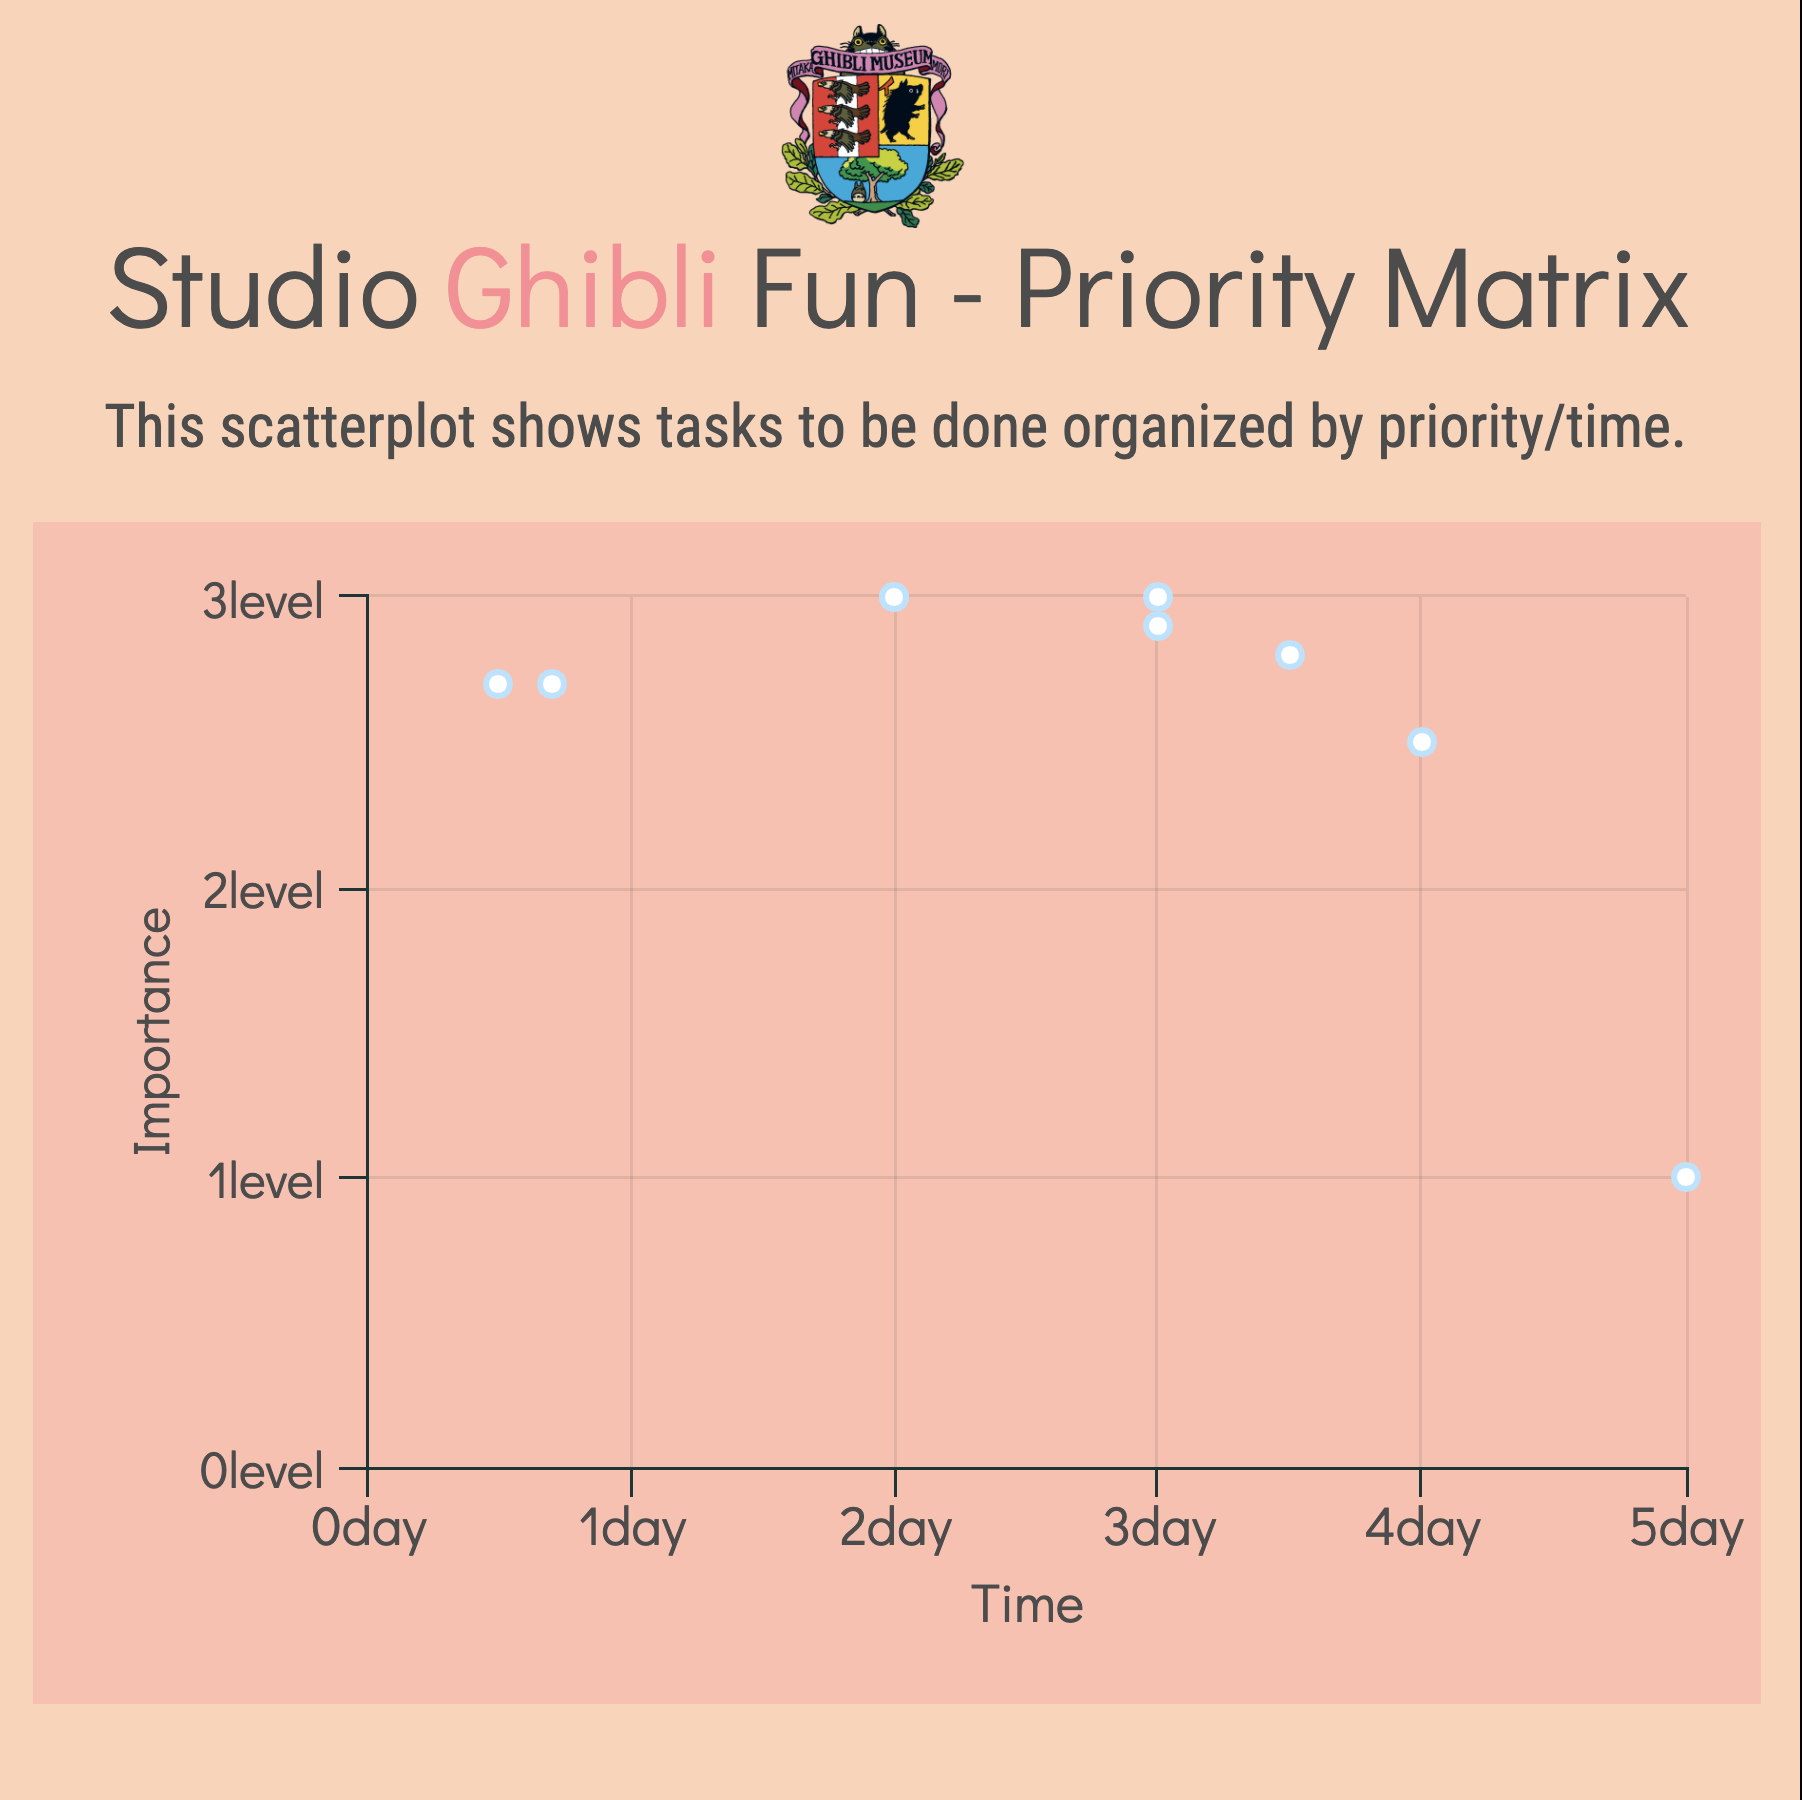 GHIBLI MUSEUM
MITAKA
Studio Ghibli Fun - Priority Matrix
This scatterplot shows tasks to be done organized by priority/time.
3level
2level
1level
0level
Importance
0day
1day
2day
3day
4day
5day
Time